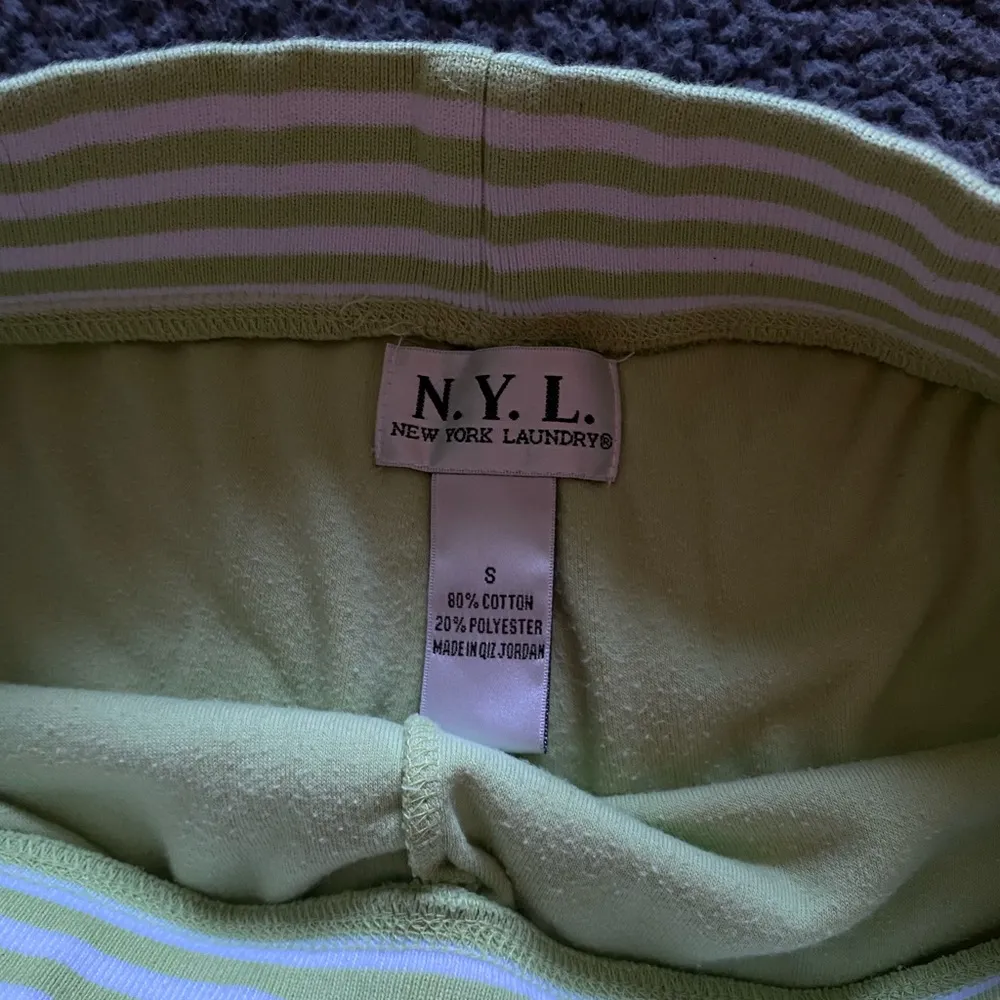 N. Y. L.
NEW YORK LAUNDRY®
S
80% COTTON
20% POLYESTER
MADE IN QIZ JORDAN